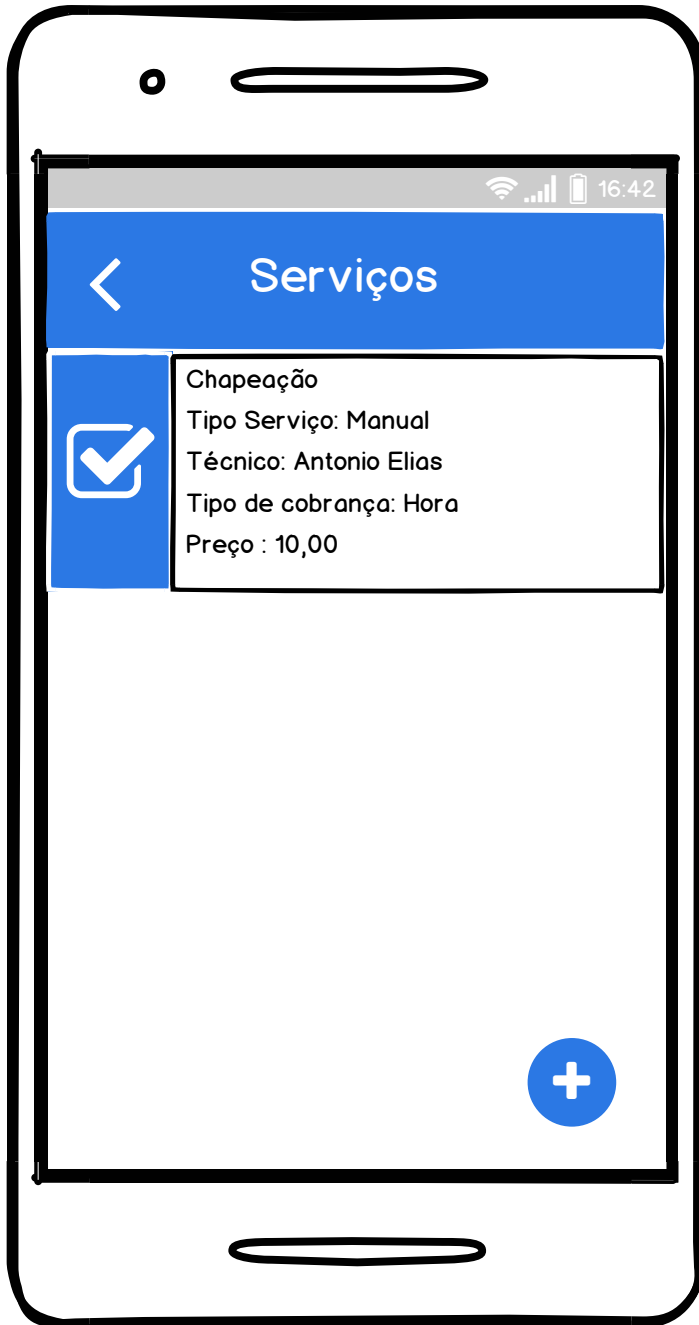 16:42
Serviços
Chapeação
Tipo Serviço: Manual
Técnico: Antonio Elias
Tipo de cobrança: Hora
Preço : 10,00